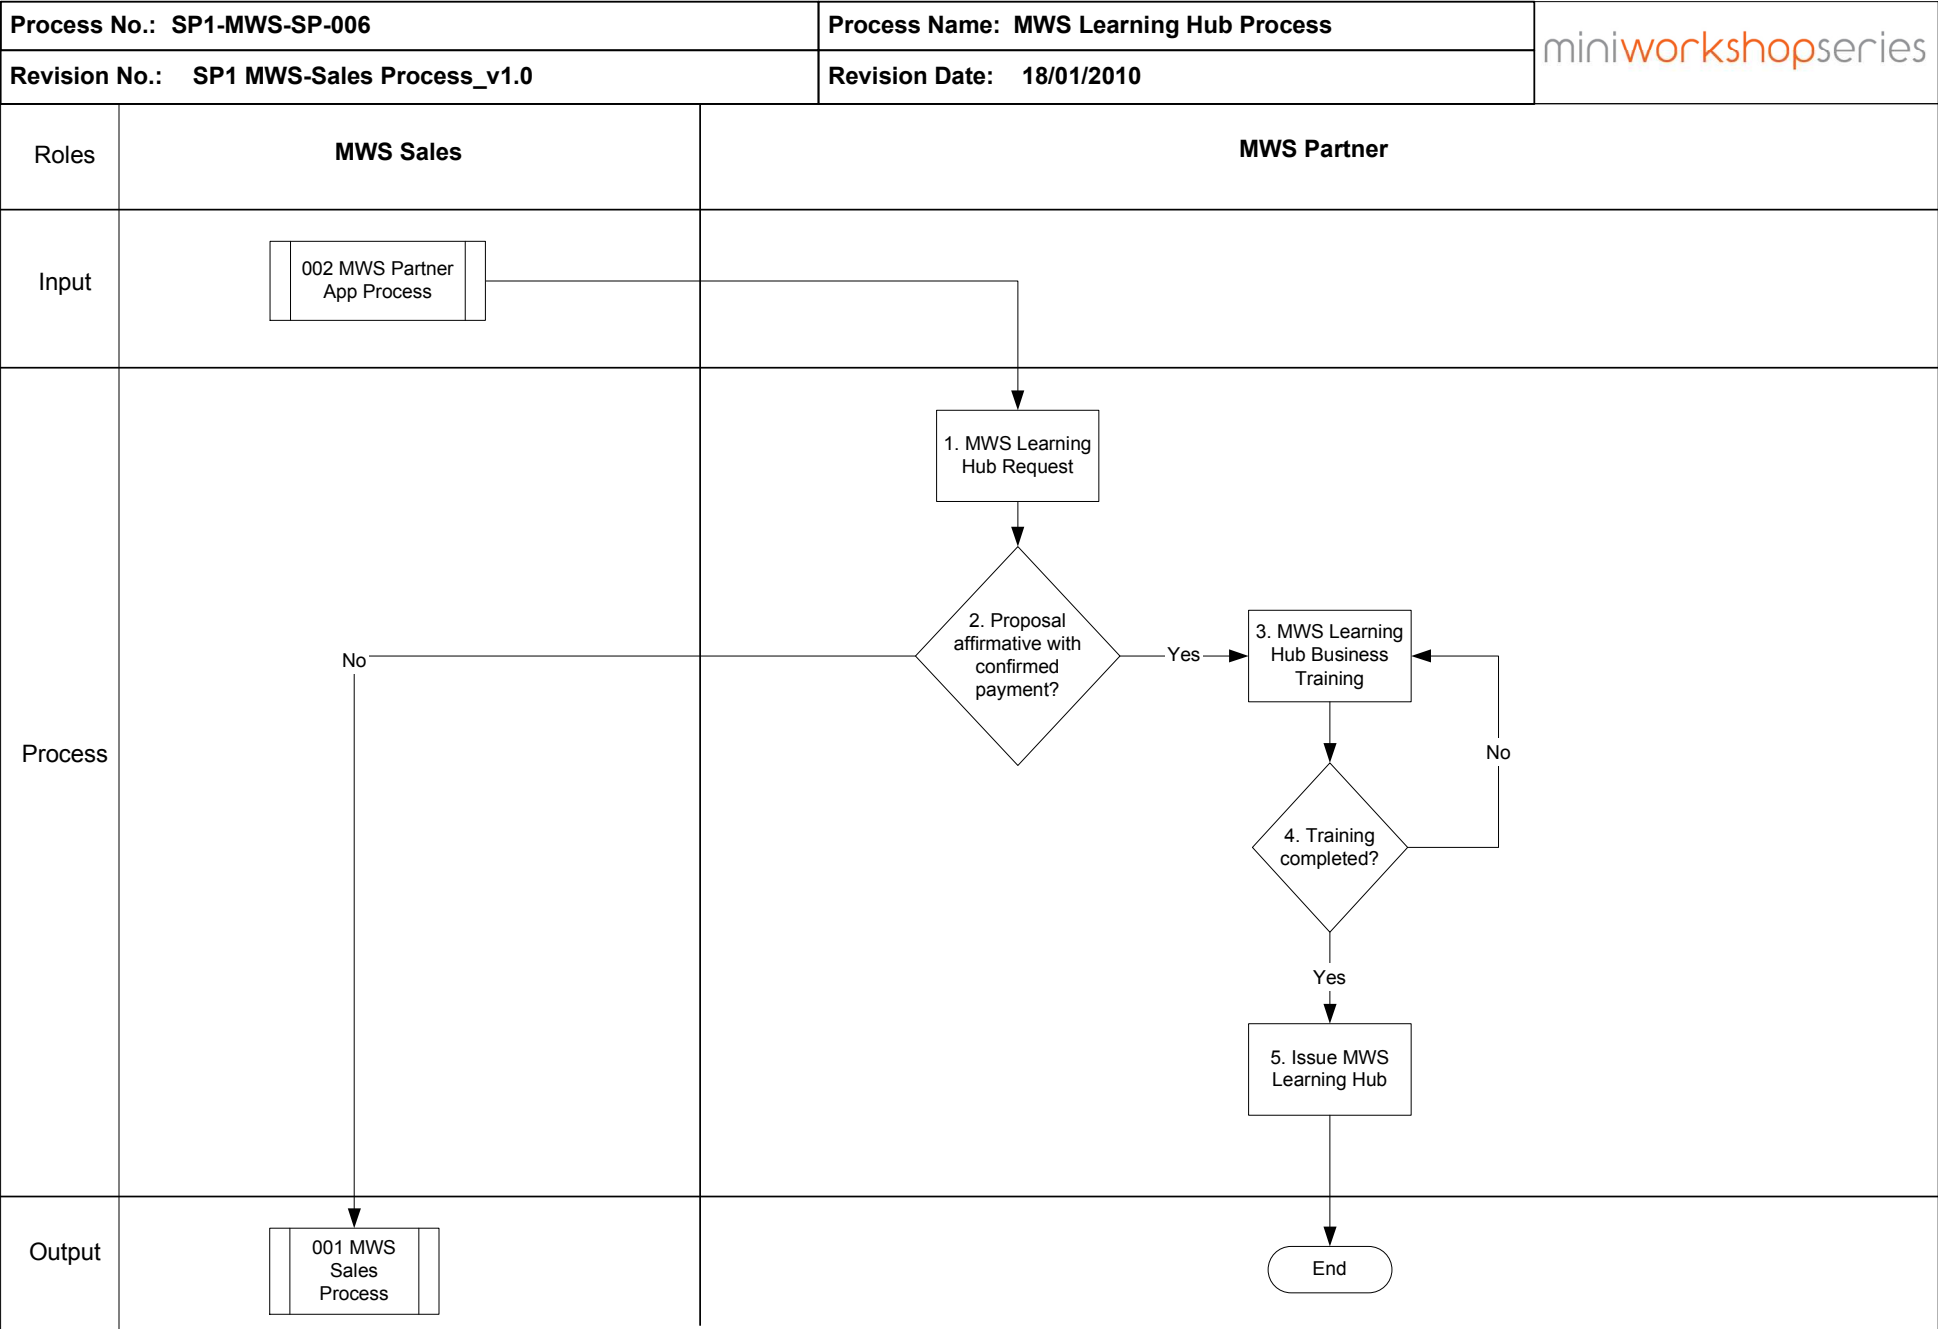 Process No.: SP1-MWS-SP-006
Process Name: MWS Learning Hub Process
miniworkshopseries
Revision No.: SP1 MWS-Sales Process_v1.0
Revision Date: 18/01/2010
Roles
MWS Sales
MWS Partner
Input
002 MWS Partner
App Process
Process
1. MWS Learning
Hub Request
2. Proposal
affirmative with
confirmed
payment?
No
Yes
3. MWS Learning
Hub Business
Training
No
4. Training
completed?
Yes
5. Issue MWS
Learning Hub
Output
001 MWS
Sales
Process
End